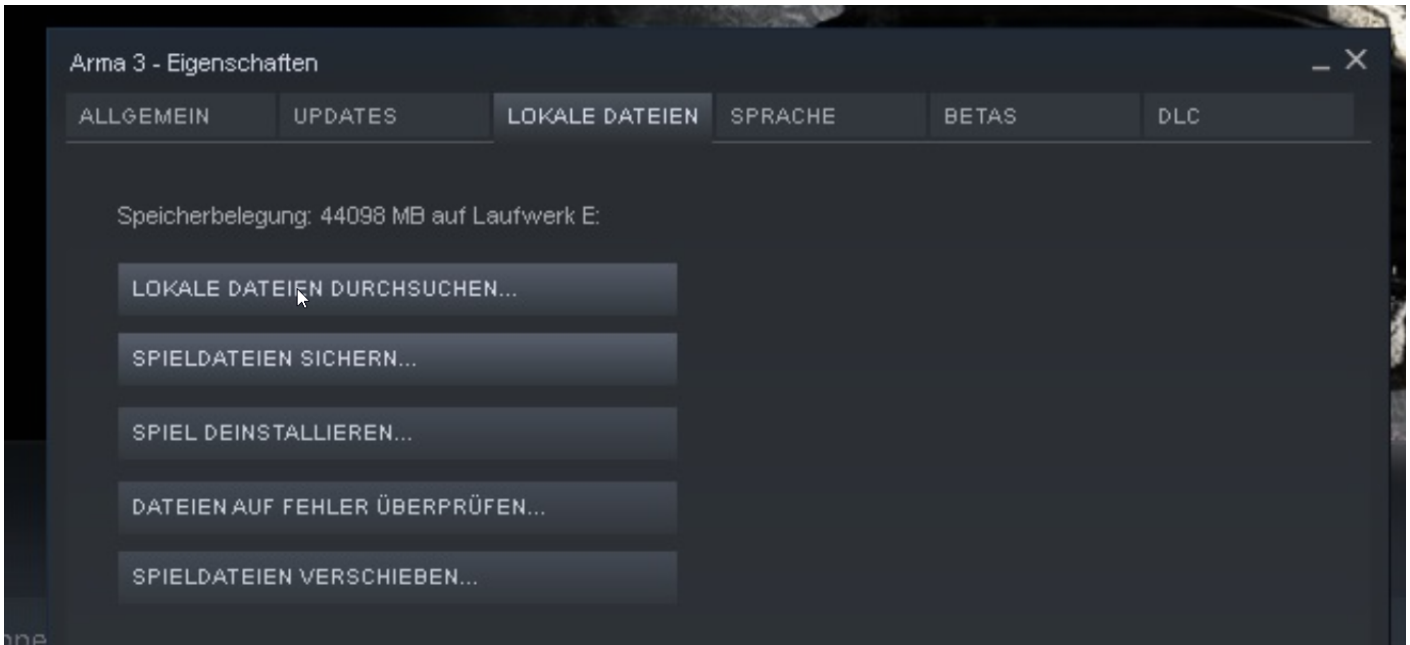 Arma 3 - Eigenschaften
ALLGEMEIN UPDATES LOKALE DATEIEN SPRACHE BETAS DLC
Speicherbelegung: 44098 MB auf Laufwerk E:
LOKALE DATEIEN DURCHSUCHEN...
SPIELDATEIEN SICHERN...
SPIEL DEINSTALLIEREN...
DATEIEN AUF FEHLER ÜBERPRÜFEN...
SPIELDATEIEN VERSCHIEBEN...